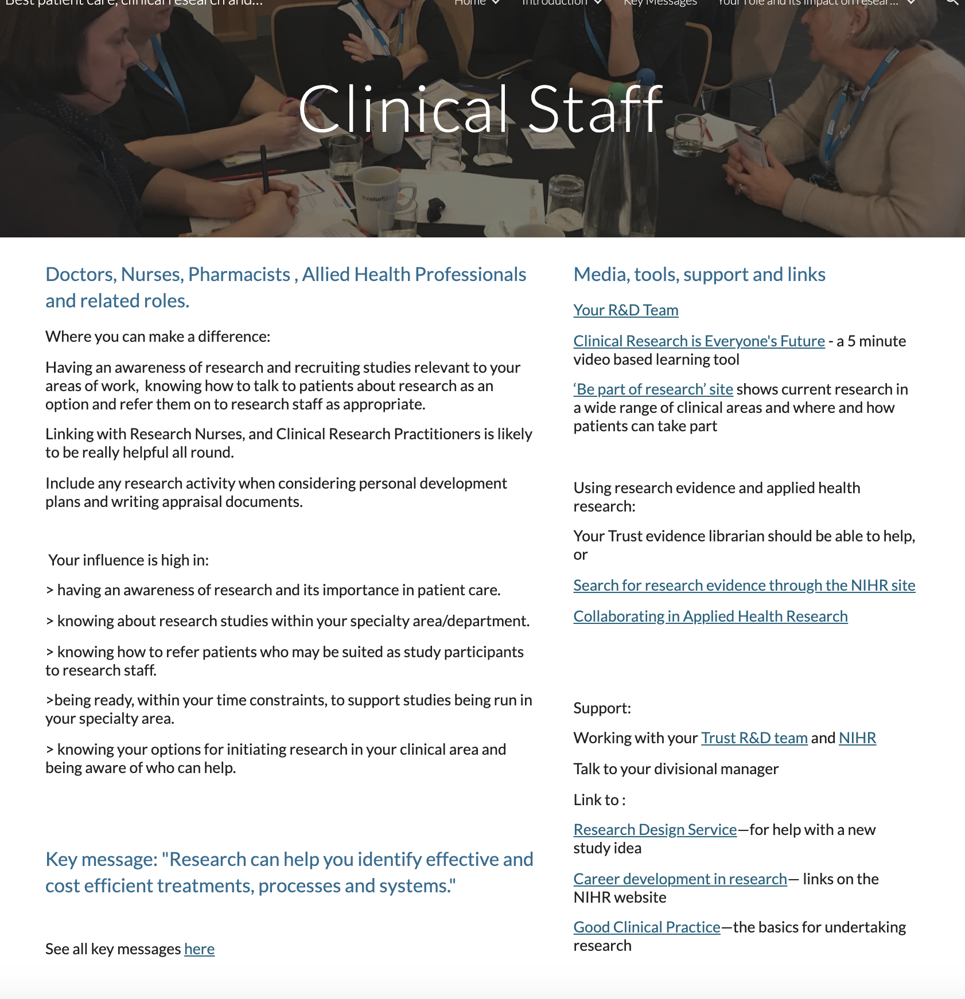 Best patient care, clinical research and...
Home
Introduction
Key Messages
Your role and its impact on resear...
Clinical Staff
NIHR
NIHR
thestudio
Doctors, Nurses, Pharmacists , Allied Health Professionals
and related roles.
Where you can make a difference:
Having an awareness of research and recruiting studies relevant to your
areas of work,  knowing how to talk to patients about research as an
option and refer them on to research staff as appropriate.
Linking with Research Nurses, and Clinical Research Practitioners is likely
to be really helpful all round.
Include any research activity when considering personal development
plans and writing appraisal documents.
Your influence is high in:
> having an awareness of research and its importance in patient care.
> knowing about research studies within your specialty area/department.
> knowing how to refer patients who may be suited as study participants
to research staff.
>being ready, within your time constraints, to support studies being run in
your specialty area.
> knowing your options for initiating research in your clinical area and
being aware of who can help.
Key message: "Research can help you identify effective and
cost efficient treatments, processes and systems."
See all key messages here
Media, tools, support and links
Your R&D Team
Clinical Research is Everyone's Future - a 5 minute
video based learning tool
‘Be part of research’ site shows current research in
a wide range of clinical areas and where and how
patients can take part
Using research evidence and applied health
research:
Your Trust evidence librarian should be able to help,
or
Search for research evidence through the NIHR site
Collaborating in Applied Health Research
Support:
Working with your Trust R&D team and NIHR
Talk to your divisional manager
Link to :
Research Design Service—for help with a new
study idea
Career development in research— links on the
NIHR website
Good Clinical Practice—the basics for undertaking
research